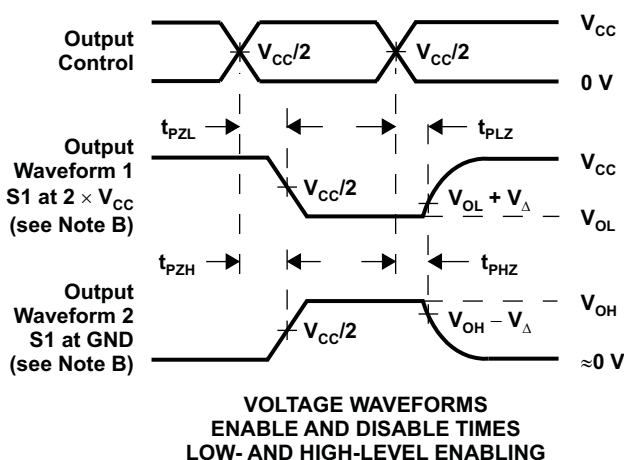 Output
Control
V_CC/2
V_CC/2
V_CC
0 V
t_PZL
t_PLZ
Output
Waveform 1
S1 at 2 × V_CC
(see Note B)
V_CC/2
V_CC
V_OL + V_Δ
V_OL
t_PZH
t_PHZ
Output
Waveform 2
S1 at GND
(see Note B)
V_CC/2
V_OH
V_OH − V_Δ
≈0 V
VOLTAGE WAVEFORMS
ENABLE AND DISABLE TIMES
LOW- AND HIGH-LEVEL ENABLING